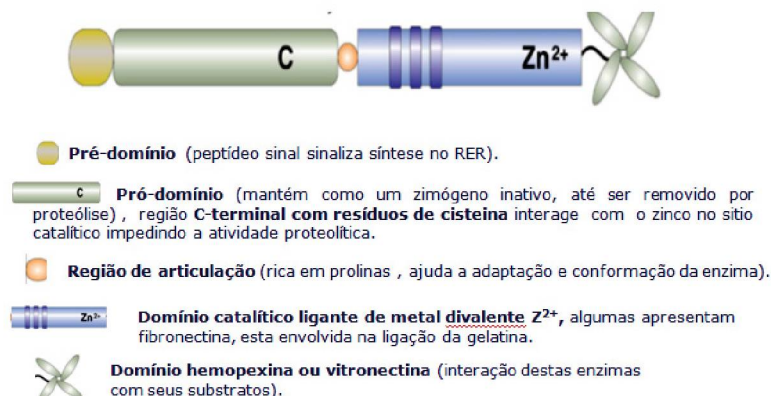 C Zn2+
Pré-domínio (peptídeo sinal sinaliza síntese no RER).
C Pró-domínio (mantém como um zimógeno inativo, até ser removido por
proteólise) , região C-terminal com resíduos de cisteina interage com o zinco no sitio
catalítico impedindo a atividade proteolítica.
Região de articulação (rica em prolinas , ajuda a adaptação e conformação da enzima).
Zn2+ Domínio catalítico ligante de metal divalente Z2+, algumas apresentam
fibronectina, esta envolvida na ligação da gelatina.
Domínio hemopexina ou vitronectina (interação destas enzimas
com seus substratos).